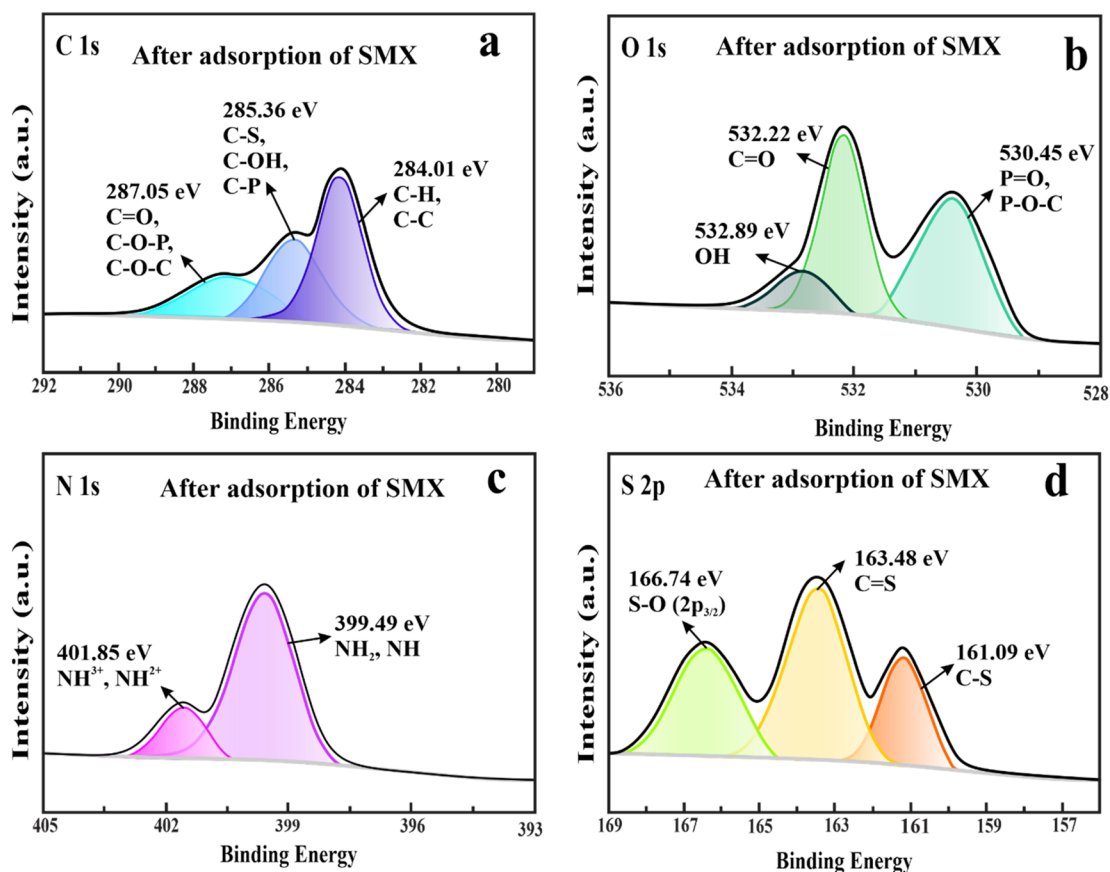 C 1s
After adsorption of SMX
a
285.36 eV
C-S,
C-OH,
C-P
284.01 eV
C-H,
C-C
287.05 eV
C=O,
C-O-P,
C-O-C
Intensity (a.u.)
292 290 288 286 284 282 280
Binding Energy
O 1s
After adsorption of SMX
b
532.22 eV
C=O
530.45 eV
P=O,
P-O-C
532.89 eV
OH
Intensity (a.u.)
536 534 532 530 528
Binding Energy
N 1s
After adsorption of SMX
c
399.49 eV
NH₂, NH
401.85 eV
NH³⁺, NH²⁺
Intensity (a.u.)
405 402 399 396 393
Binding Energy
S 2p
After adsorption of SMX
d
163.48 eV
C=S
166.74 eV
S-O (2p₃/₂)
161.09 eV
C-S
Intensity (a.u.)
169 167 165 163 161 159 157
Binding Energy